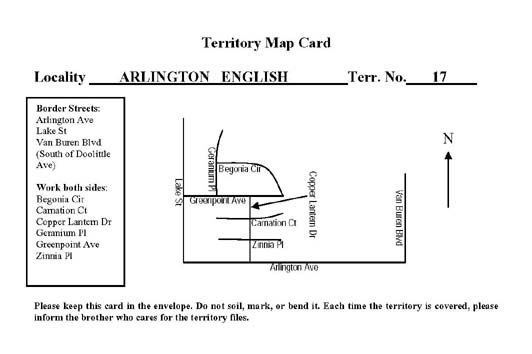 Territory Map Card
Locality ARLINGTON ENGLISH Terr. No. 17
Border Streets:
Arlington Ave
Lake St
Van Buren Blvd
(South of Doolittle
Ave)
Work both sides:
Begonia Cir
Carnation Ct
Copper Lantern Dr
Geranium Pl
Greenpoint Ave
Zinnia Pl
N
Geranium Pl
Begonia Cir
Lake St
Greenpoint Ave
Copper Lantern Dr
Van Buren Blvd
Carnation Ct
Zinnia Pl
Arlington Ave
Please keep this card in the envelope. Do not soil, mark, or bend it. Each time the territory is covered, please
inform the brother who cares for the territory files.